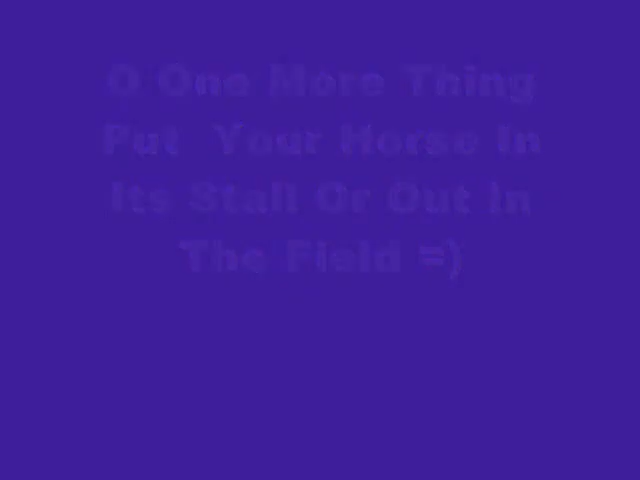 O One More Thing
Put Your Horse In
Its Stall Or Out In
The Field =)